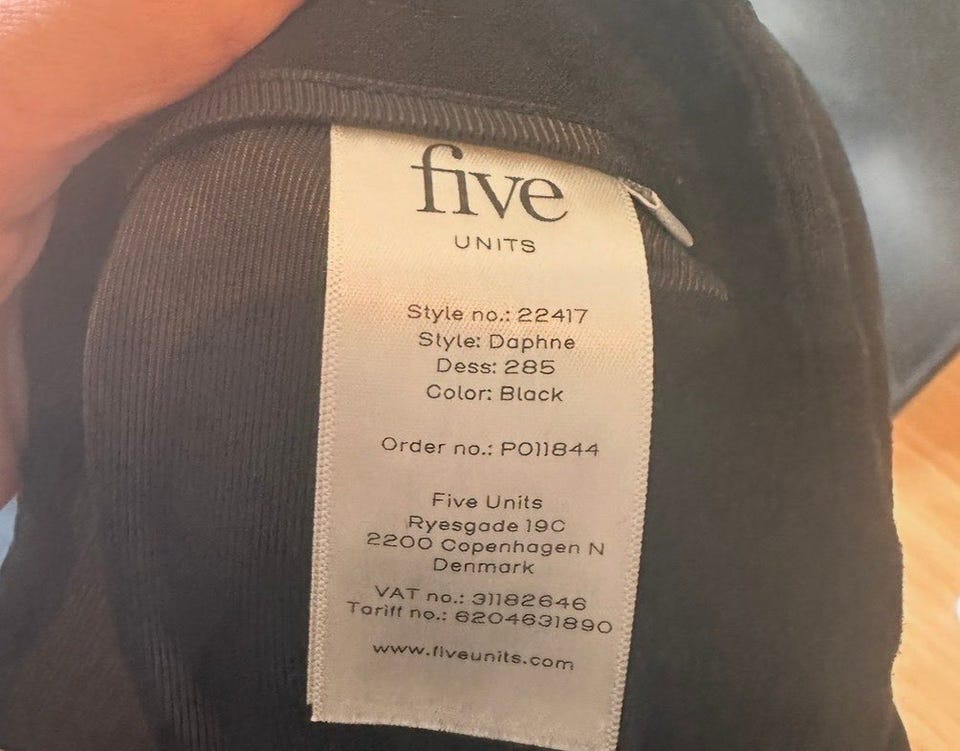 five
UNITS
Style no.: 22417
Style: Daphne
Dess: 285
Color: Black
Order no.: PO11844
Five Units
Ryesgade 19C
2200 Copenhagen N
Denmark
VAT no.: 31182646
Tariff no.: 6204631890
www.fiveunits.com